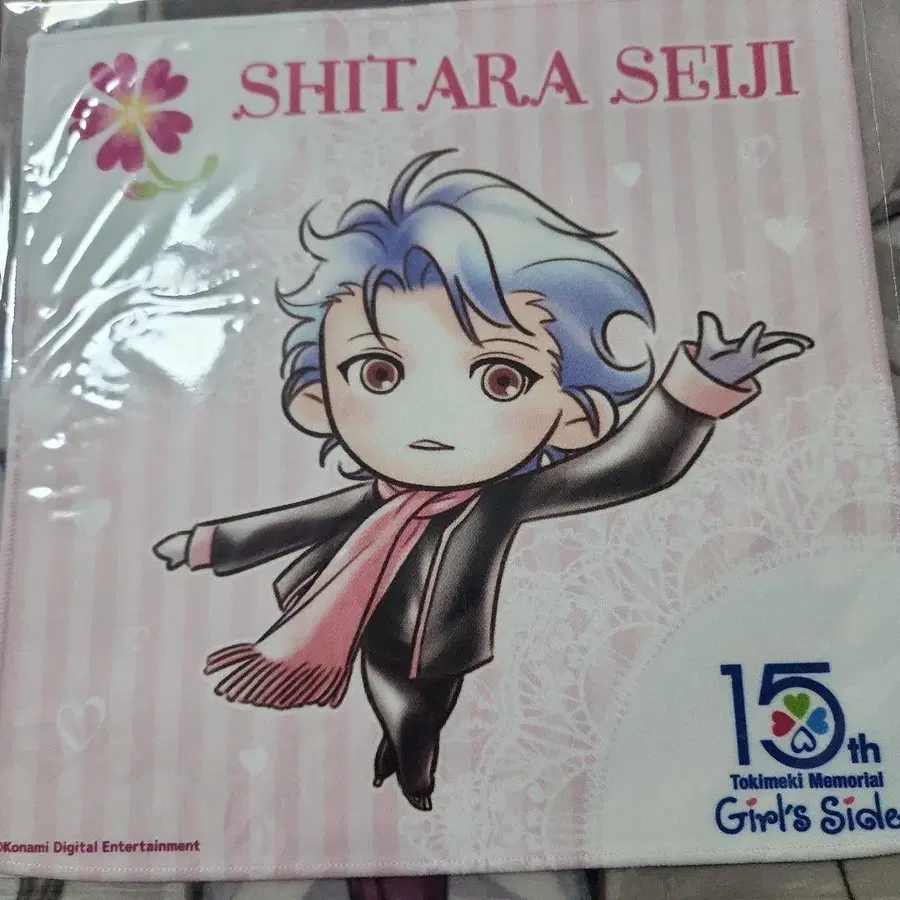 SHITARA SEIJI
15th
Tokimeki Memorial
Girl's Side
©Konami Digital Entertainment